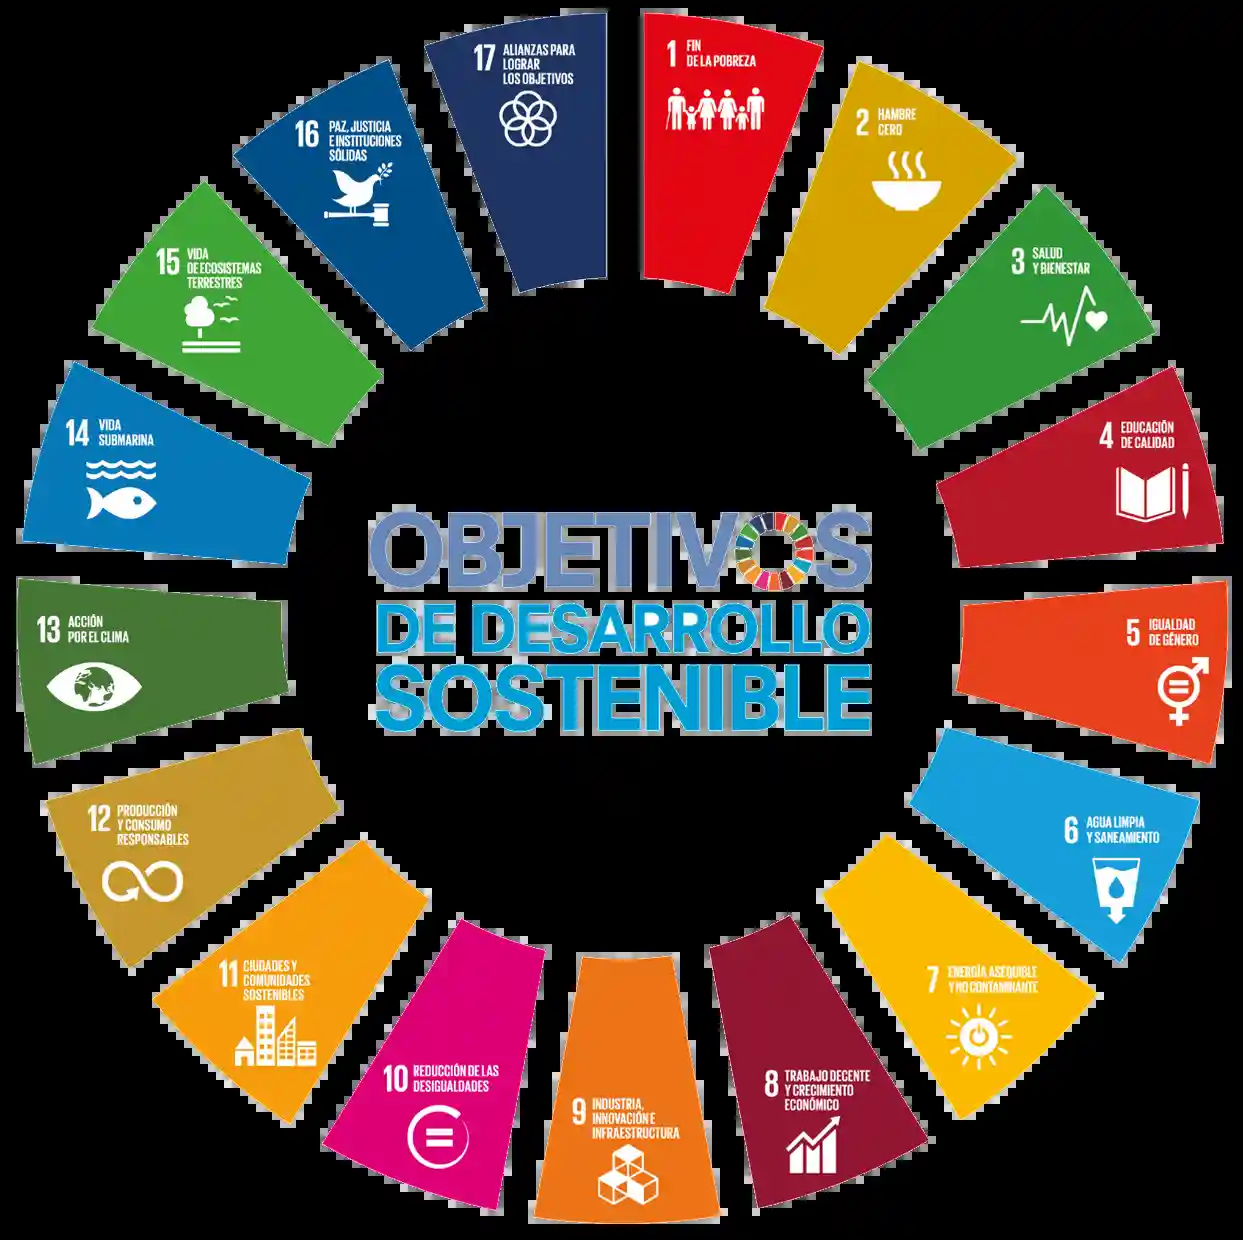 1 FIN
DE LA POBREZA
2 HAMBRE
CERO
3 SALUD
Y BIENESTAR
4 EDUCACIÓN
DE CALIDAD
5 IGUALDAD
DE GÉNERO
6 AGUA LIMPIA
Y SANEAMIENTO
7 ENERGÍA ASEQUIBLE
Y NO CONTAMINANTE
8 TRABAJO DECENTE
Y CRECIMIENTO
ECONÓMICO
9 INDUSTRIA,
INNOVACIÓN E
INFRAESTRUCTURA
10 REDUCCIÓN DE LAS
DESIGUALDADES
11 CIUDADES Y
COMUNIDADES
SOSTENIBLES
12 PRODUCCIÓN
Y CONSUMO
RESPONSABLES
13 ACCIÓN
POR EL CLIMA
14 VIDA
SUBMARINA
15 VIDA
DE ECOSISTEMAS
TERRESTRES
16 PAZ, JUSTICIA
E INSTITUCIONES
SÓLIDAS
17 ALIANZAS PARA
LOGRAR
LOS OBJETIVOS
OBJETIVOS
DE DESARROLLO
SOSTENIBLE